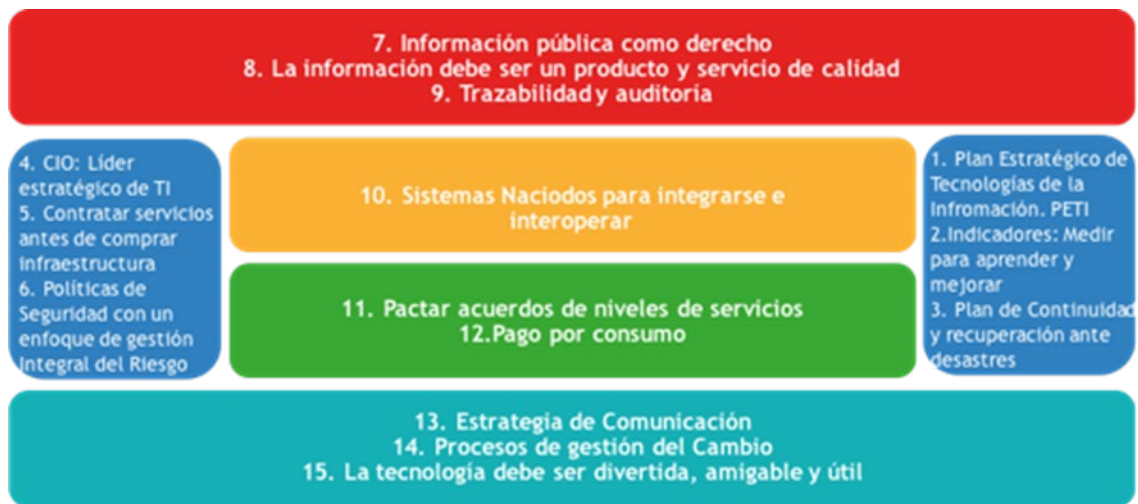 7. Información pública como derecho
8. La información debe ser un producto y servicio de calidad
9. Trazabilidad y auditoria
4. CIO: Líder
estratégico de TI
5. Contratar servicios
antes de comprar
infraestructura
6. Políticas de
Seguridad con un
enfoque de gestión
Integral del Riesgo
10. Sistemas Naciodos para integrarse e
interoperar
11. Pactar acuerdos de niveles de servicios
12.Pago por consumo
1. Plan Estratégico de
Tecnologías de la
Infromación. PETI
2.Indicadores: Medir
para aprender y
mejorar
3. Plan de Continuidad
y recuperación ante
desastres
13. Estrategia de Comunicación
14. Procesos de gestión del Cambio
15. La tecnología debe ser divertida, amigable y útil